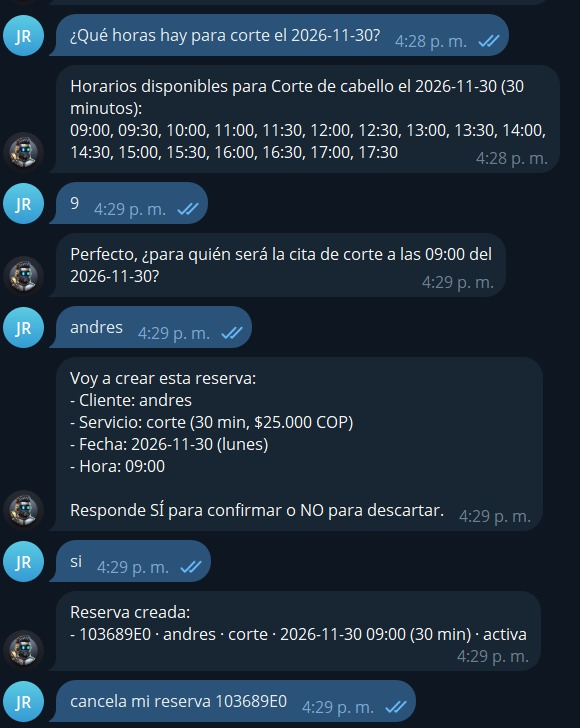 JR
¿Qué horas hay para corte el 2026-11-30? 4:28 p. m.
Horarios disponibles para Corte de cabello el 2026-11-30 (30
minutos):
09:00, 09:30, 10:00, 11:00, 11:30, 12:00, 12:30, 13:00, 13:30, 14:00,
14:30, 15:00, 15:30, 16:00, 16:30, 17:00, 17:30 4:28 p. m.
JR
9 4:29 p. m.
Perfecto, ¿para quién será la cita de corte a las 09:00 del
2026-11-30? 4:29 p. m.
JR
andres 4:29 p. m.
Voy a crear esta reserva:
- Cliente: andres
- Servicio: corte (30 min, $25.000 COP)
- Fecha: 2026-11-30 (lunes)
- Hora: 09:00
Responde SÍ para confirmar o NO para descartar. 4:29 p. m.
JR
si 4:29 p. m.
Reserva creada:
- 103689E0 · andres · corte · 2026-11-30 09:00 (30 min) · activa
4:29 p. m.
JR
cancela mi reserva 103689E0 4:29 p. m.